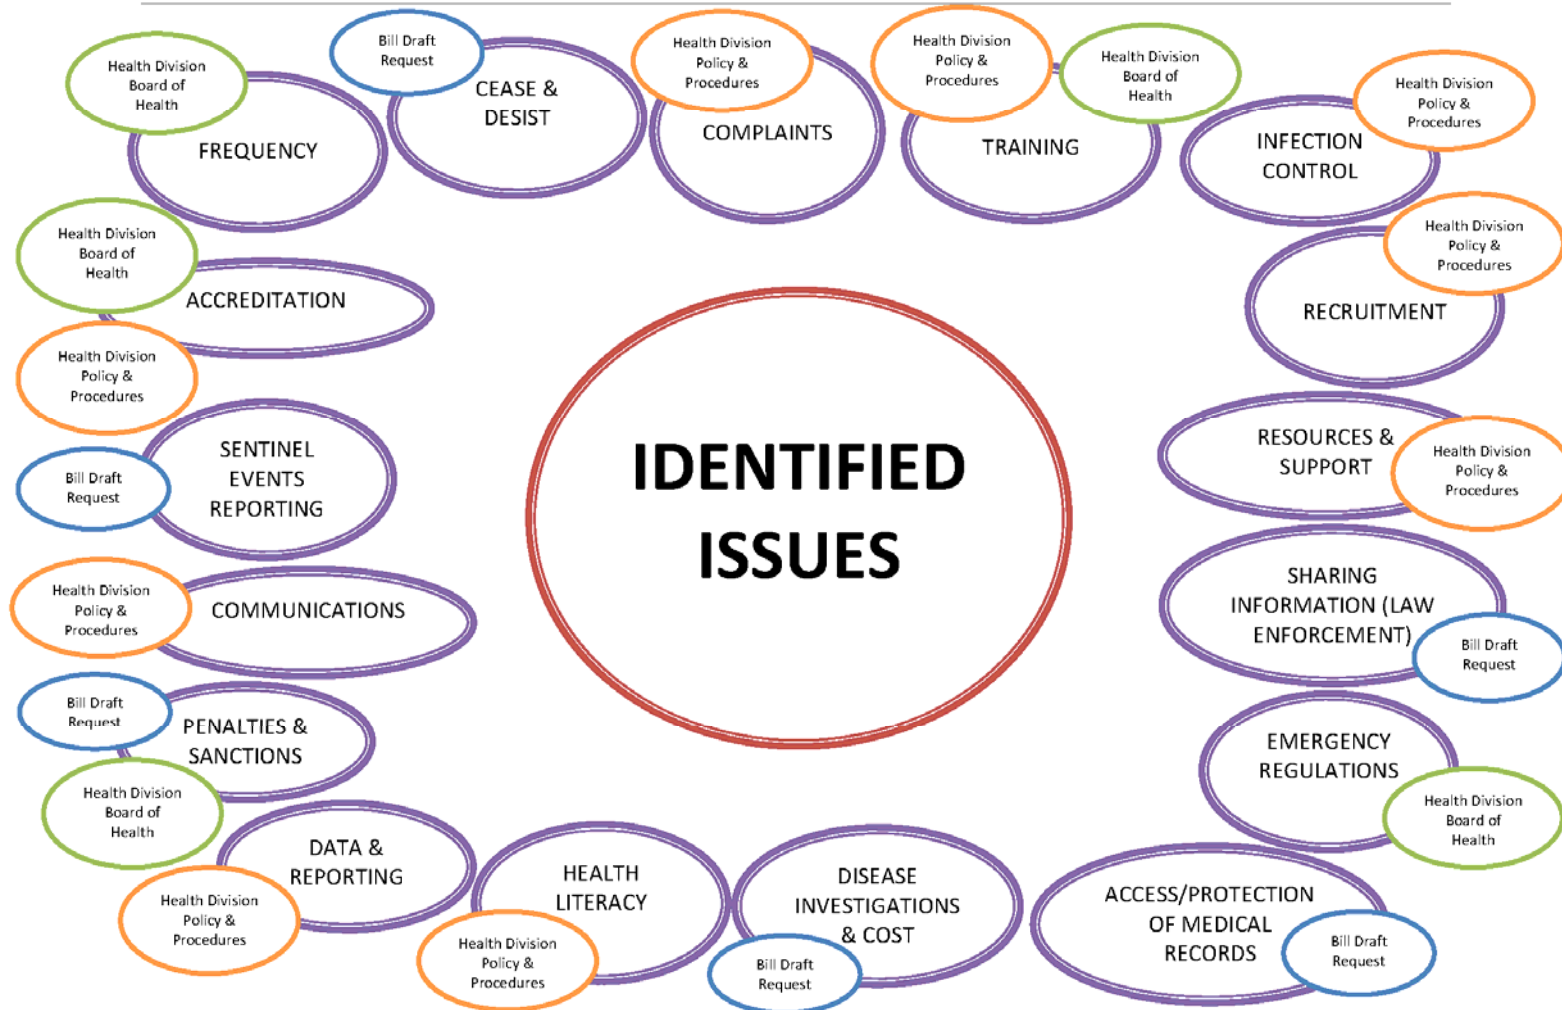 Health Division
Board of
Health
FREQUENCY
Bill Draft
Request
CEASE &
DESIST
Health Division
Policy &
Procedures
COMPLAINTS
Health Division
Policy &
Procedures
Health Division
Board of
Health
TRAINING
Health Division
Policy &
Procedures
INFECTION
CONTROL
Health Division
Policy &
Procedures
RECRUITMENT
RESOURCES &
SUPPORT
Health Division
Policy &
Procedures
SHARING
INFORMATION (LAW
ENFORCEMENT)
Bill Draft
Request
EMERGENCY
REGULATIONS
Health Division
Board of
Health
ACCESS/PROTECTION
OF MEDICAL
RECORDS
Bill Draft
Request
DISEASE
INVESTIGATIONS
& COST
Bill Draft
Request
HEALTH
LITERACY
Health Division
Policy &
Procedures
DATA &
REPORTING
Health Division
Policy &
Procedures
Bill Draft
Request
PENALTIES &
SANCTIONS
Health Division
Board of
Health
Health Division
Policy &
Procedures
COMMUNICATIONS
SENTINEL
EVENTS
REPORTING
Bill Draft
Request
Health Division
Board of
Health
ACCREDITATION
Health Division
Policy &
Procedures
IDENTIFIED
ISSUES